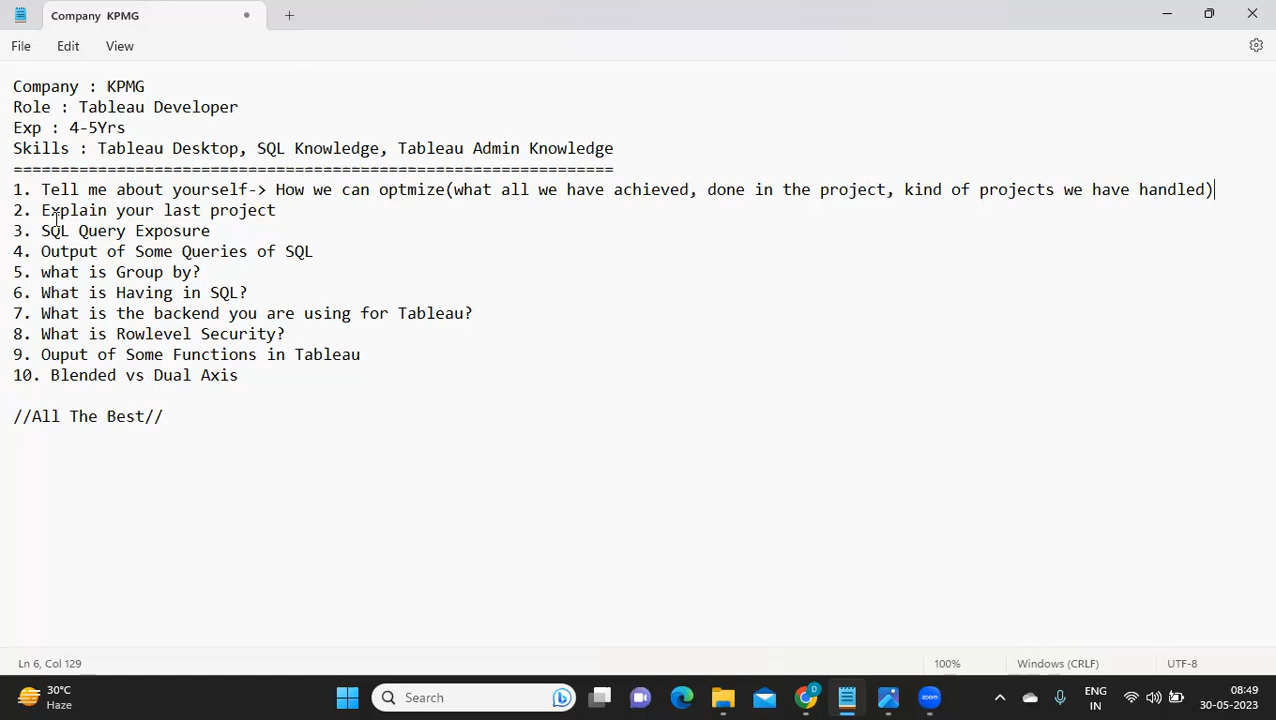 Company KPMG
File Edit View
Company : KPMG
Role : Tableau Developer
Exp : 4-5Yrs
Skills : Tableau Desktop, SQL Knowledge, Tableau Admin Knowledge
================================================================
1. Tell me about yourself-> How we can optmize(what all we have achieved, done in the project, kind of projects we have handled)
2. Explain your last project
3. SQL Query Exposure
4. Output of Some Queries of SQL
5. what is Group by?
6. What is Having in SQL?
7. What is the backend you are using for Tableau?
8. What is Rowlevel Security?
9. Ouput of Some Functions in Tableau
10. Blended vs Dual Axis
//All The Best//
Ln 6, Col 129 100% Windows (CRLF) UTF-8
30°C
Haze
Search
zoom
0
ENG
IN
08:49
30-05-2023